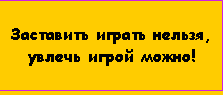 Заставить играть нельзя,
увлечь игрой можно!